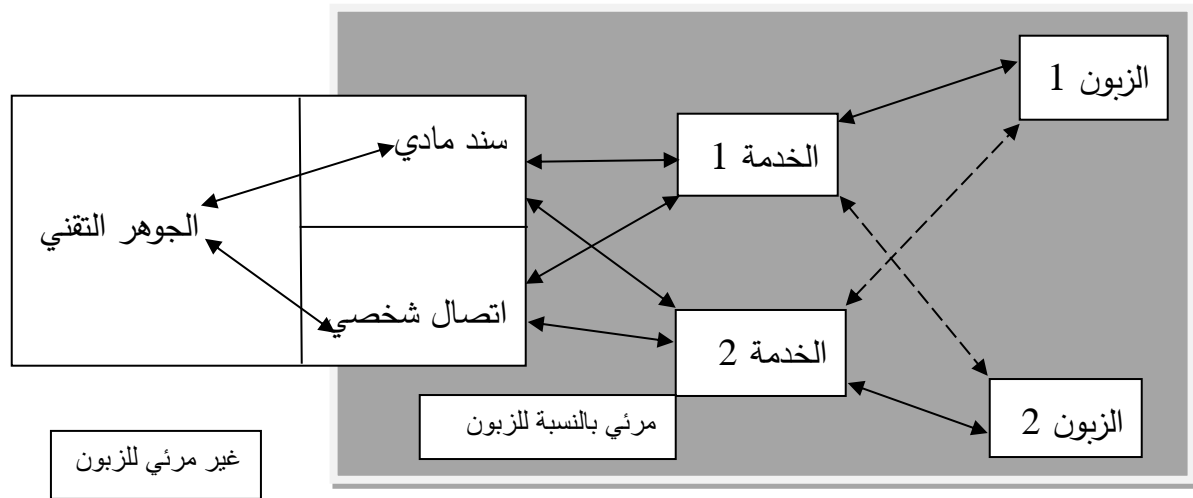 الزبون 1
سند مادي
الخدمة 1
الجوهر التقني
اتصال شخصي
الخدمة 2
الزبون 2
مرئي بالنسبة للزبون
غير مرئي للزبون